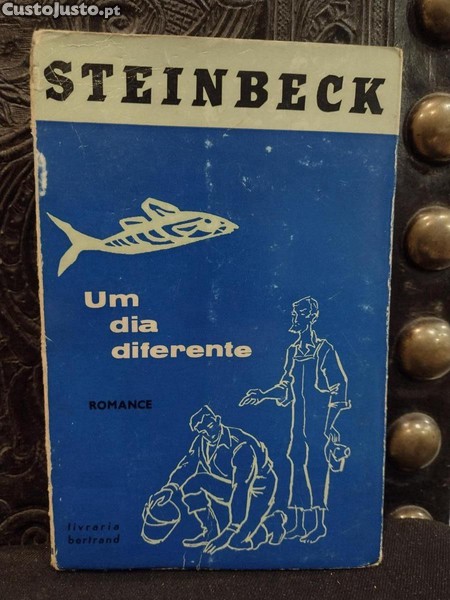 CustoJusto.pt
STEINBECK
Um
dia
diferente
ROMANCE
livraria
bertrand